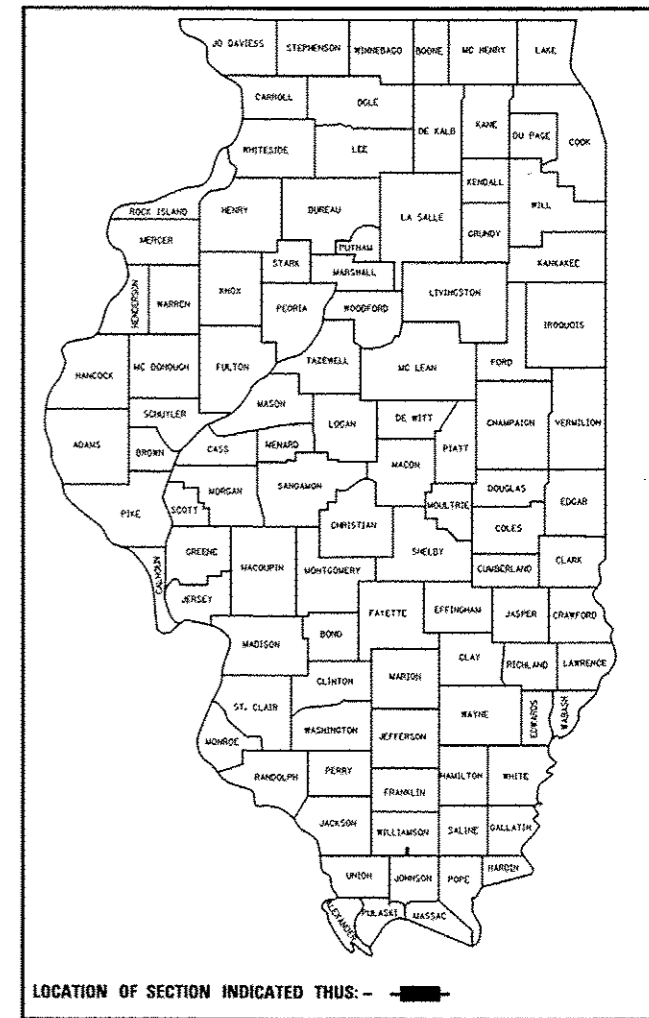 JO DAVIESS STEPHENSON WINNEBAGO BOONE MC HENRY LAKE
CARROLL OGLE DE KALB KANE DU PAGE COOK
WHITESIDE LEE
KENDALL WILL
ROCK ISLAND HENRY BUREAU LA SALLE GRUNDY
MERCER PUTNAM KANKAKEE
STARK MARSHALL
HENDERSON WARREN KNOX PEORIA WOODFORD LIVINGSTON IROQUOIS
HANCOCK MC DONOUGH FULTON TAZEWELL MC LEAN FORD
SCHUYLER MASON LOGAN DE WITT CHAMPAIGN VERMILION
ADAMS BROWN CASS MENARD MACON PIATT
PIKE SCOTT MORGAN SANGAMON MOULTRIE DOUGLAS EDGAR
CHRISTIAN COLES
CALHOUN GREENE MACOUPIN MONTGOMERY SHELBY CUMBERLAND CLARK
JERSEY
MADISON BOND FAYETTE EFFINGHAM JASPER CRAWFORD
CLINTON MARION CLAY RICHLAND LAWRENCE
ST. CLAIR WASHINGTON WAYNE EDWARDS WABASH
MONROE JEFFERSON
RANDOLPH PERRY FRANKLIN HAMILTON WHITE
JACKSON WILLIAMSON SALINE GALLATIN
UNION JOHNSON POPE HARDIN
ALEXANDER PULASKI MASSAC
LOCATION OF SECTION INDICATED THUS: -